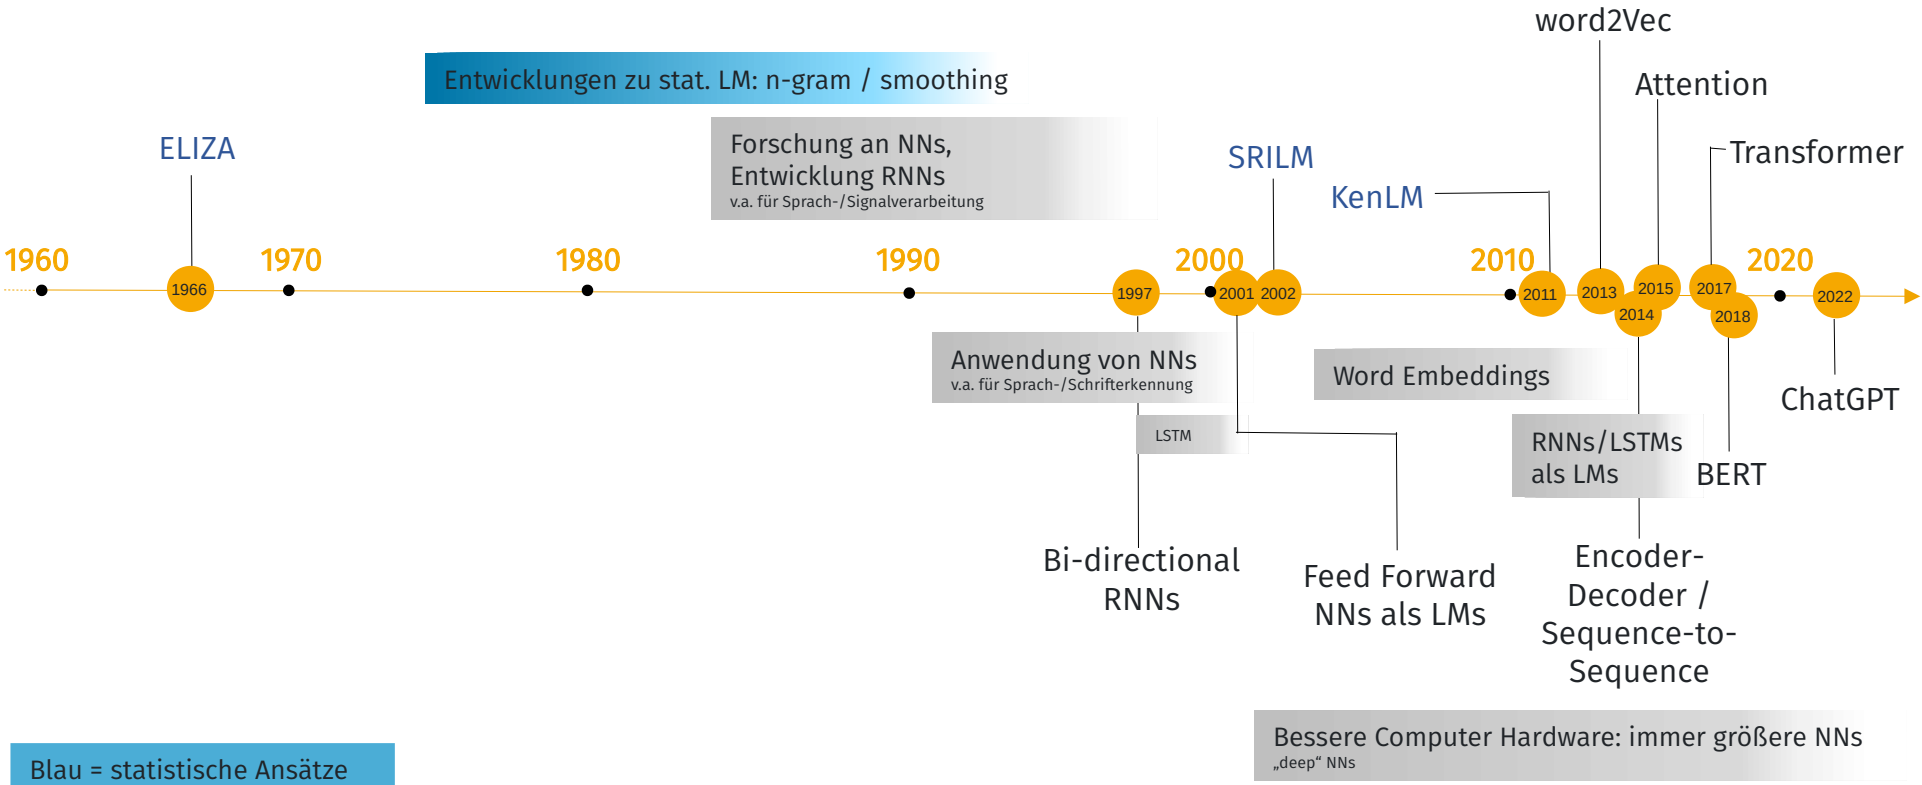 word2Vec
Entwicklungen zu stat. LM: n-gram / smoothing
Attention
ELIZA
Forschung an NNs,
Entwicklung RNNs
v.a. für Sprach-/Signalverarbeitung
SRILM
KenLM
Transformer
1960
1970
1980
1990
2000
2010
2020
1966
1997
2001
2002
2011
2013
2014
2015
2017
2018
2022
Anwendung von NNs
v.a. für Sprach-/Schrifterkennung
Word Embeddings
ChatGPT
LSTM
RNNs/LSTMs
als LMs
BERT
Bi-directional
RNNs
Feed Forward
NNs als LMs
Encoder-
Decoder /
Sequence-to-
Sequence
Bessere Computer Hardware: immer größere NNs
„deep“ NNs
Blau = statistische Ansätze